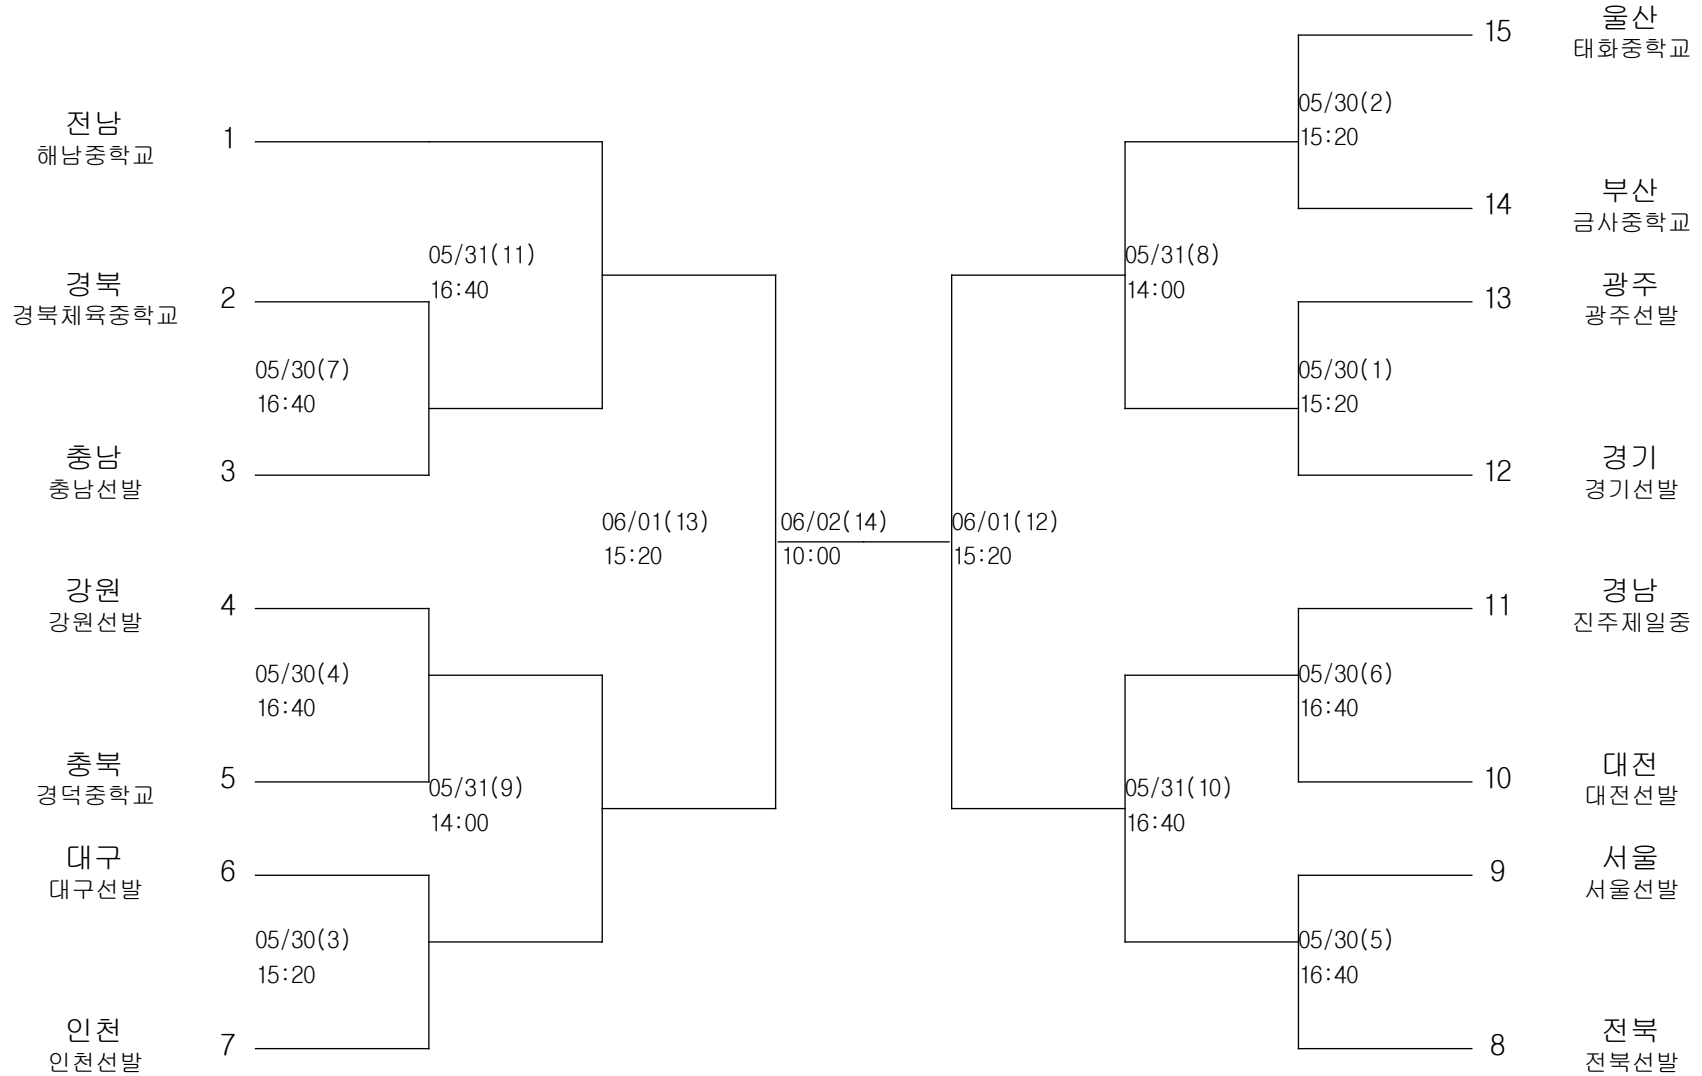 울산
15
태화중학교
05/30(2)
전남
1
15:20
해남중학교
부산
14
금사중학교
05/31(11)
05/31(8)
경북
16:40
14:00
광주
2
13
경북체육중학교
광주선발
05/30(7)
05/30(1)
16:40
15:20
충남
경기
3
12
충남선발
경기선발
06/01(13)
06/02(14)
06/01(12)
15:20
10:00
15:20
강원
경남
4
11
강원선발
진주제일중
05/30(4)
05/30(6)
16:40
16:40
충북
대전
5
10
경덕중학교
05/31(9)
05/31(10)
대전선발
14:00
16:40
대구
서울
6
9
대구선발
서울선발
05/30(3)
05/30(5)
15:20
16:40
인천
전북
7
8
인천선발
전북선발